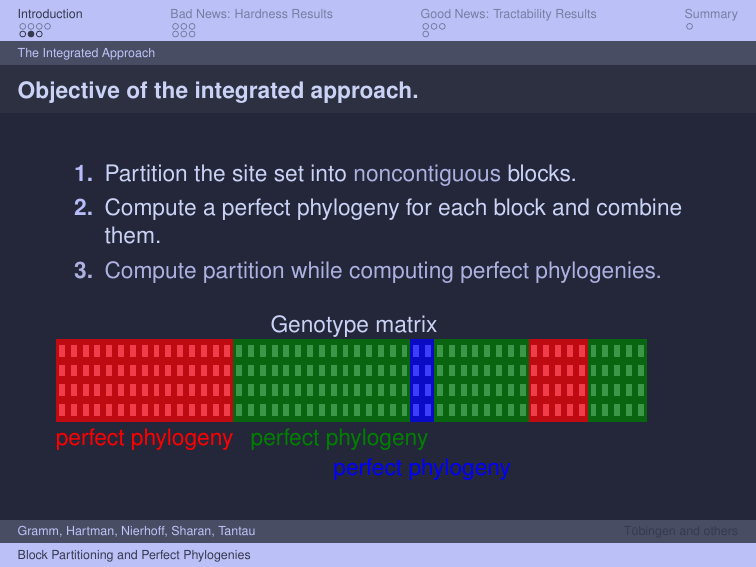 Introduction Bad News: Hardness Results Good News: Tractability Results Summary
The Integrated Approach
Objective of the integrated approach.
1. Partition the site set into noncontiguous blocks.
2. Compute a perfect phylogeny for each block and combine
them.
3. Compute partition while computing perfect phylogenies.
Genotype matrix
perfect phylogeny perfect phylogeny
perfect phylogeny
Gramm, Hartman, Nierhoff, Sharan, Tantau Tübingen and others
Block Partitioning and Perfect Phylogenies